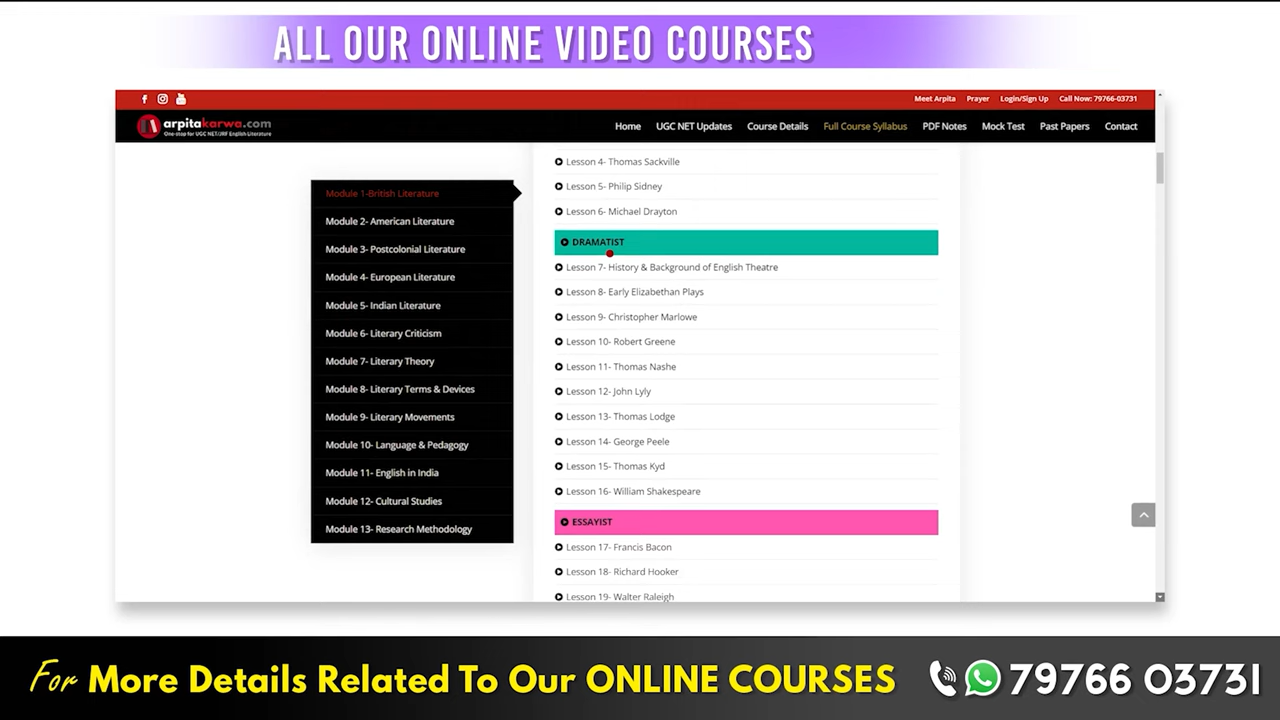 ALL OUR ONLINE VIDEO COURSES
Meet Arpita Prayer Login/Sign Up Call Now: 79766-03731
arpitakarwa.com
One-stop for UGC NET/JRF English Literature
Home UGC NET Updates Course Details Full Course Syllabus PDF Notes Mock Test Past Papers Contact
Module 1-British Literature
Module 2- American Literature
Module 3- Postcolonial Literature
Module 4- European Literature
Module 5- Indian Literature
Module 6- Literary Criticism
Module 7- Literary Theory
Module 8- Literary Terms & Devices
Module 9- Literary Movements
Module 10- Language & Pedagogy
Module 11- English in India
Module 12- Cultural Studies
Module 13- Research Methodology
Lesson 4- Thomas Sackville
Lesson 5- Philip Sidney
Lesson 6- Michael Drayton
DRAMATIST
Lesson 7- History & Background of English Theatre
Lesson 8- Early Elizabethan Plays
Lesson 9- Christopher Marlowe
Lesson 10- Robert Greene
Lesson 11- Thomas Nashe
Lesson 12- John Lyly
Lesson 13- Thomas Lodge
Lesson 14- George Peele
Lesson 15- Thomas Kyd
Lesson 16- William Shakespeare
ESSAYIST
Lesson 17- Francis Bacon
Lesson 18- Richard Hooker
Lesson 19- Walter Raleigh
For More Details Related To Our ONLINE COURSES 79766 03731